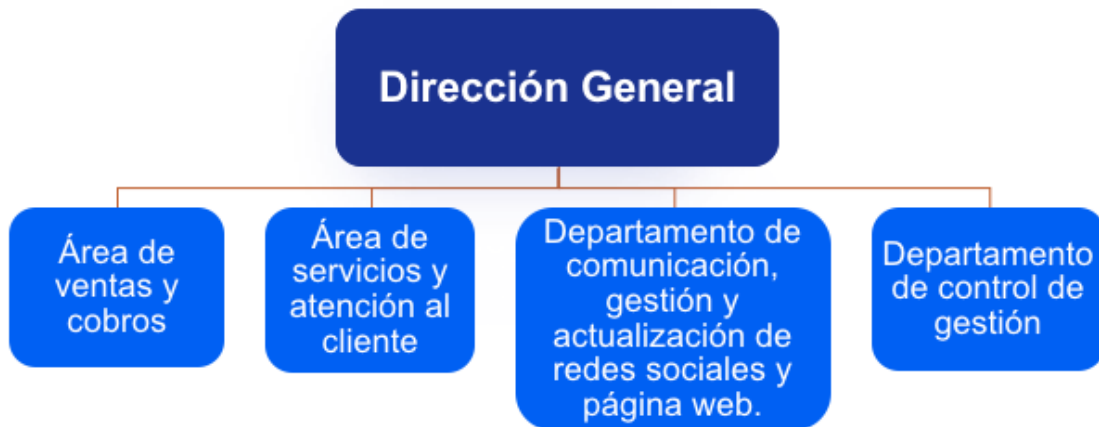 Dirección General
Área de
ventas y
cobros
Área de
servicios y
atención al
cliente
Departamento de
comunicación,
gestión y
actualización de
redes sociales y
página web.
Departamento
de control de
gestión